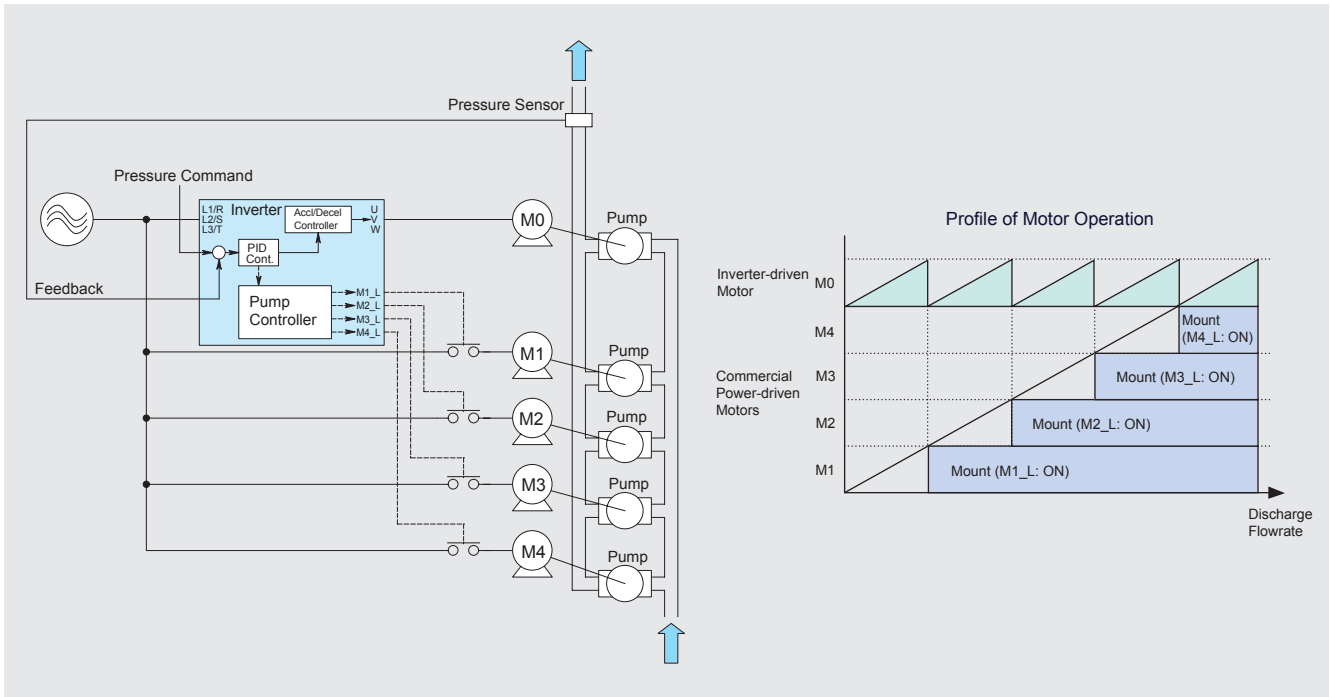 Pressure Sensor
Pressure Command
L1/R
L2/S
L3/T
Inverter
Accl/Decel
Controller
U
V
W
PID
Cont.
Feedback
Pump
Controller
M1_L
M2_L
M3_L
M4_L
M0
Pump
M1
Pump
M2
Pump
M3
Pump
M4
Pump
Profile of Motor Operation
Inverter-driven
Motor
M0
M4
Mount
(M4_L: ON)
Commercial
Power-driven
Motors
M3
Mount (M3_L: ON)
M2
Mount (M2_L: ON)
M1
Mount (M1_L: ON)
Discharge
Flowrate